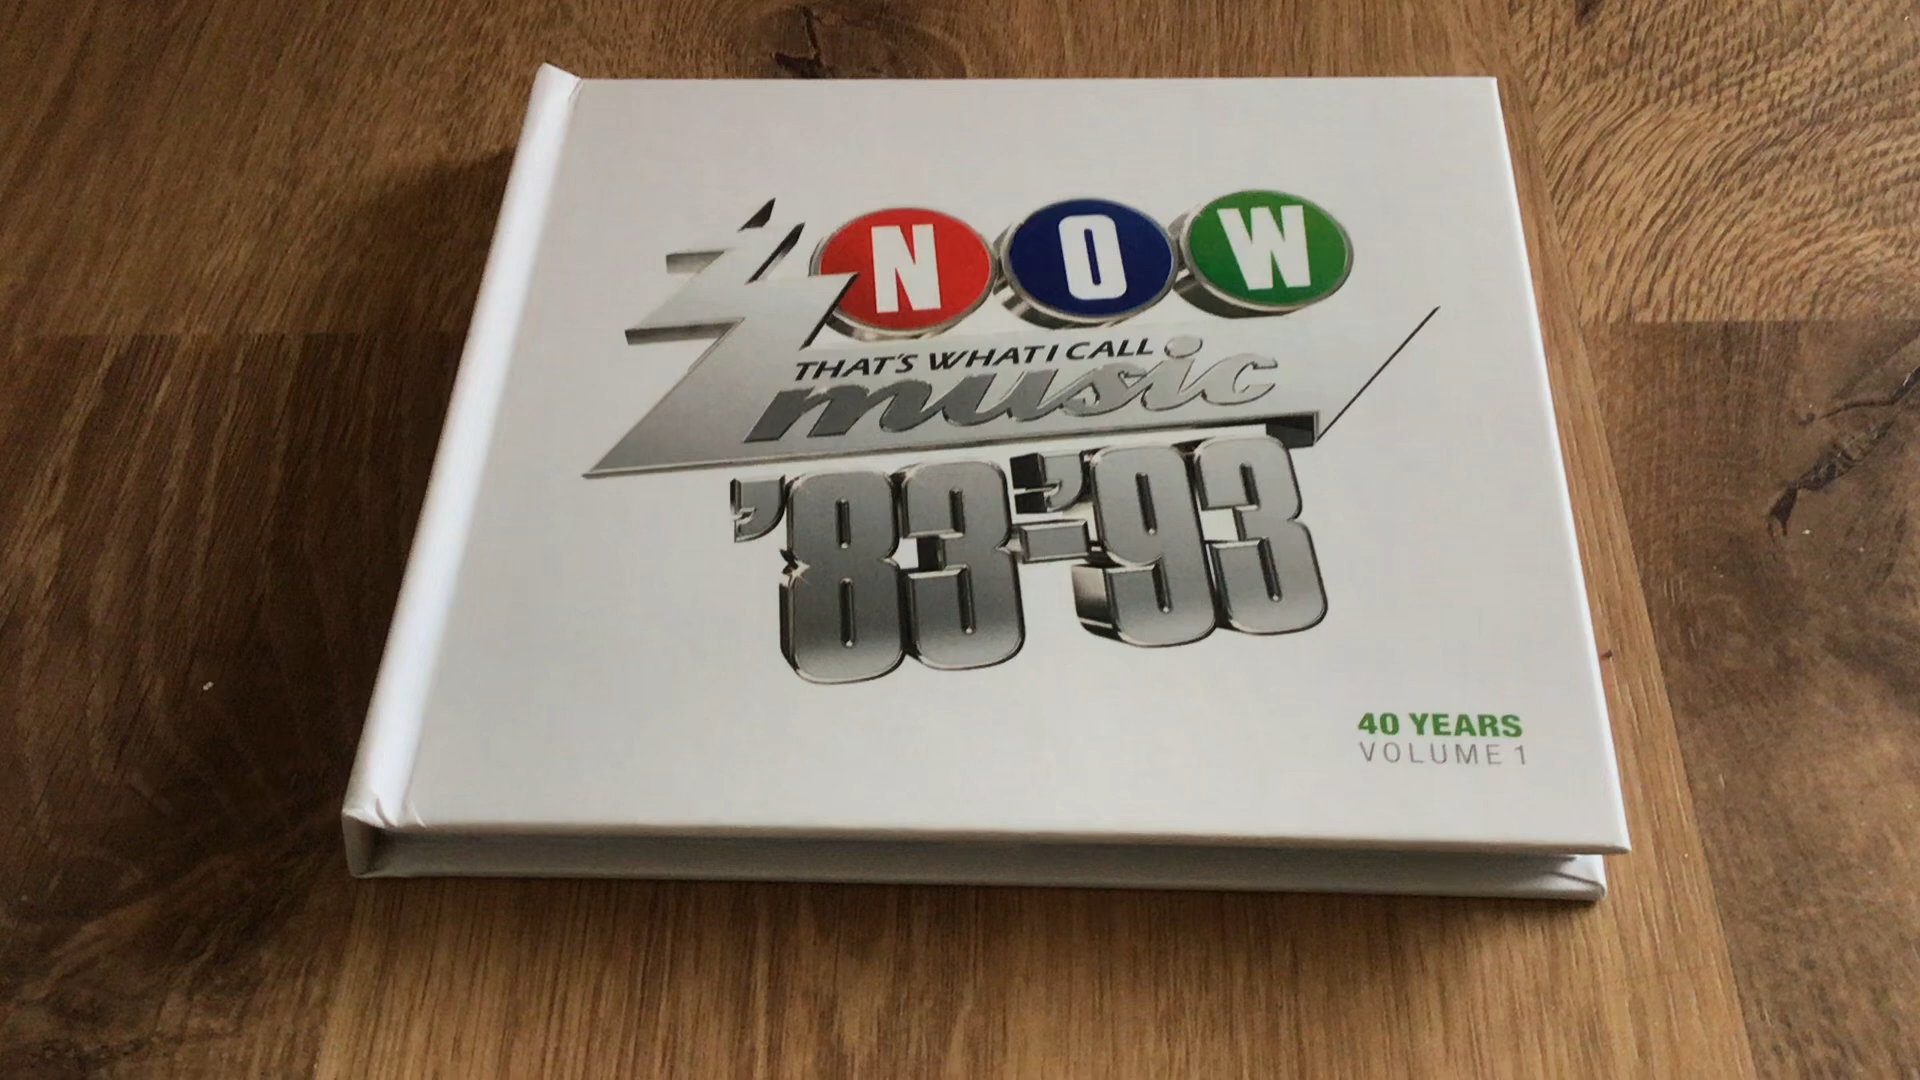 NOW
THAT'S WHAT I CALL
music
'83-'93
40 YEARS
VOLUME 1